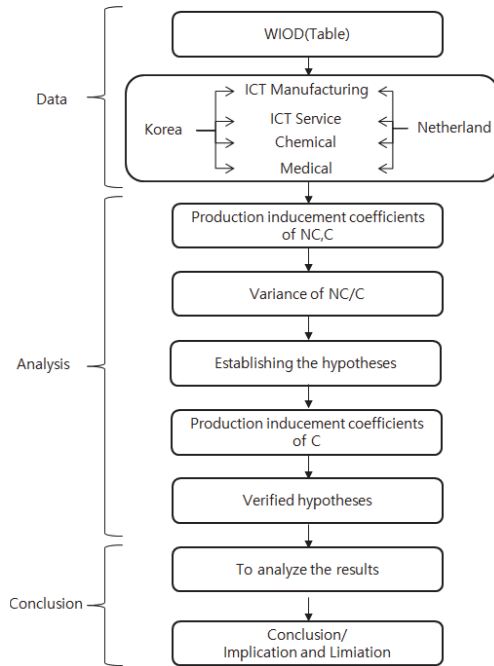 WIOD(Table)
Data
ICT Manufacturing
ICT Service
Korea
Netherland
Chemical
Medical
Production inducement coefficients
of NC,C
Variance of NC/C
Analysis
Establishing the hypotheses
Production inducement coefficients
of C
Verified hypotheses
To analyze the results
Conclusion
Conclusion/
Implication and Limiation